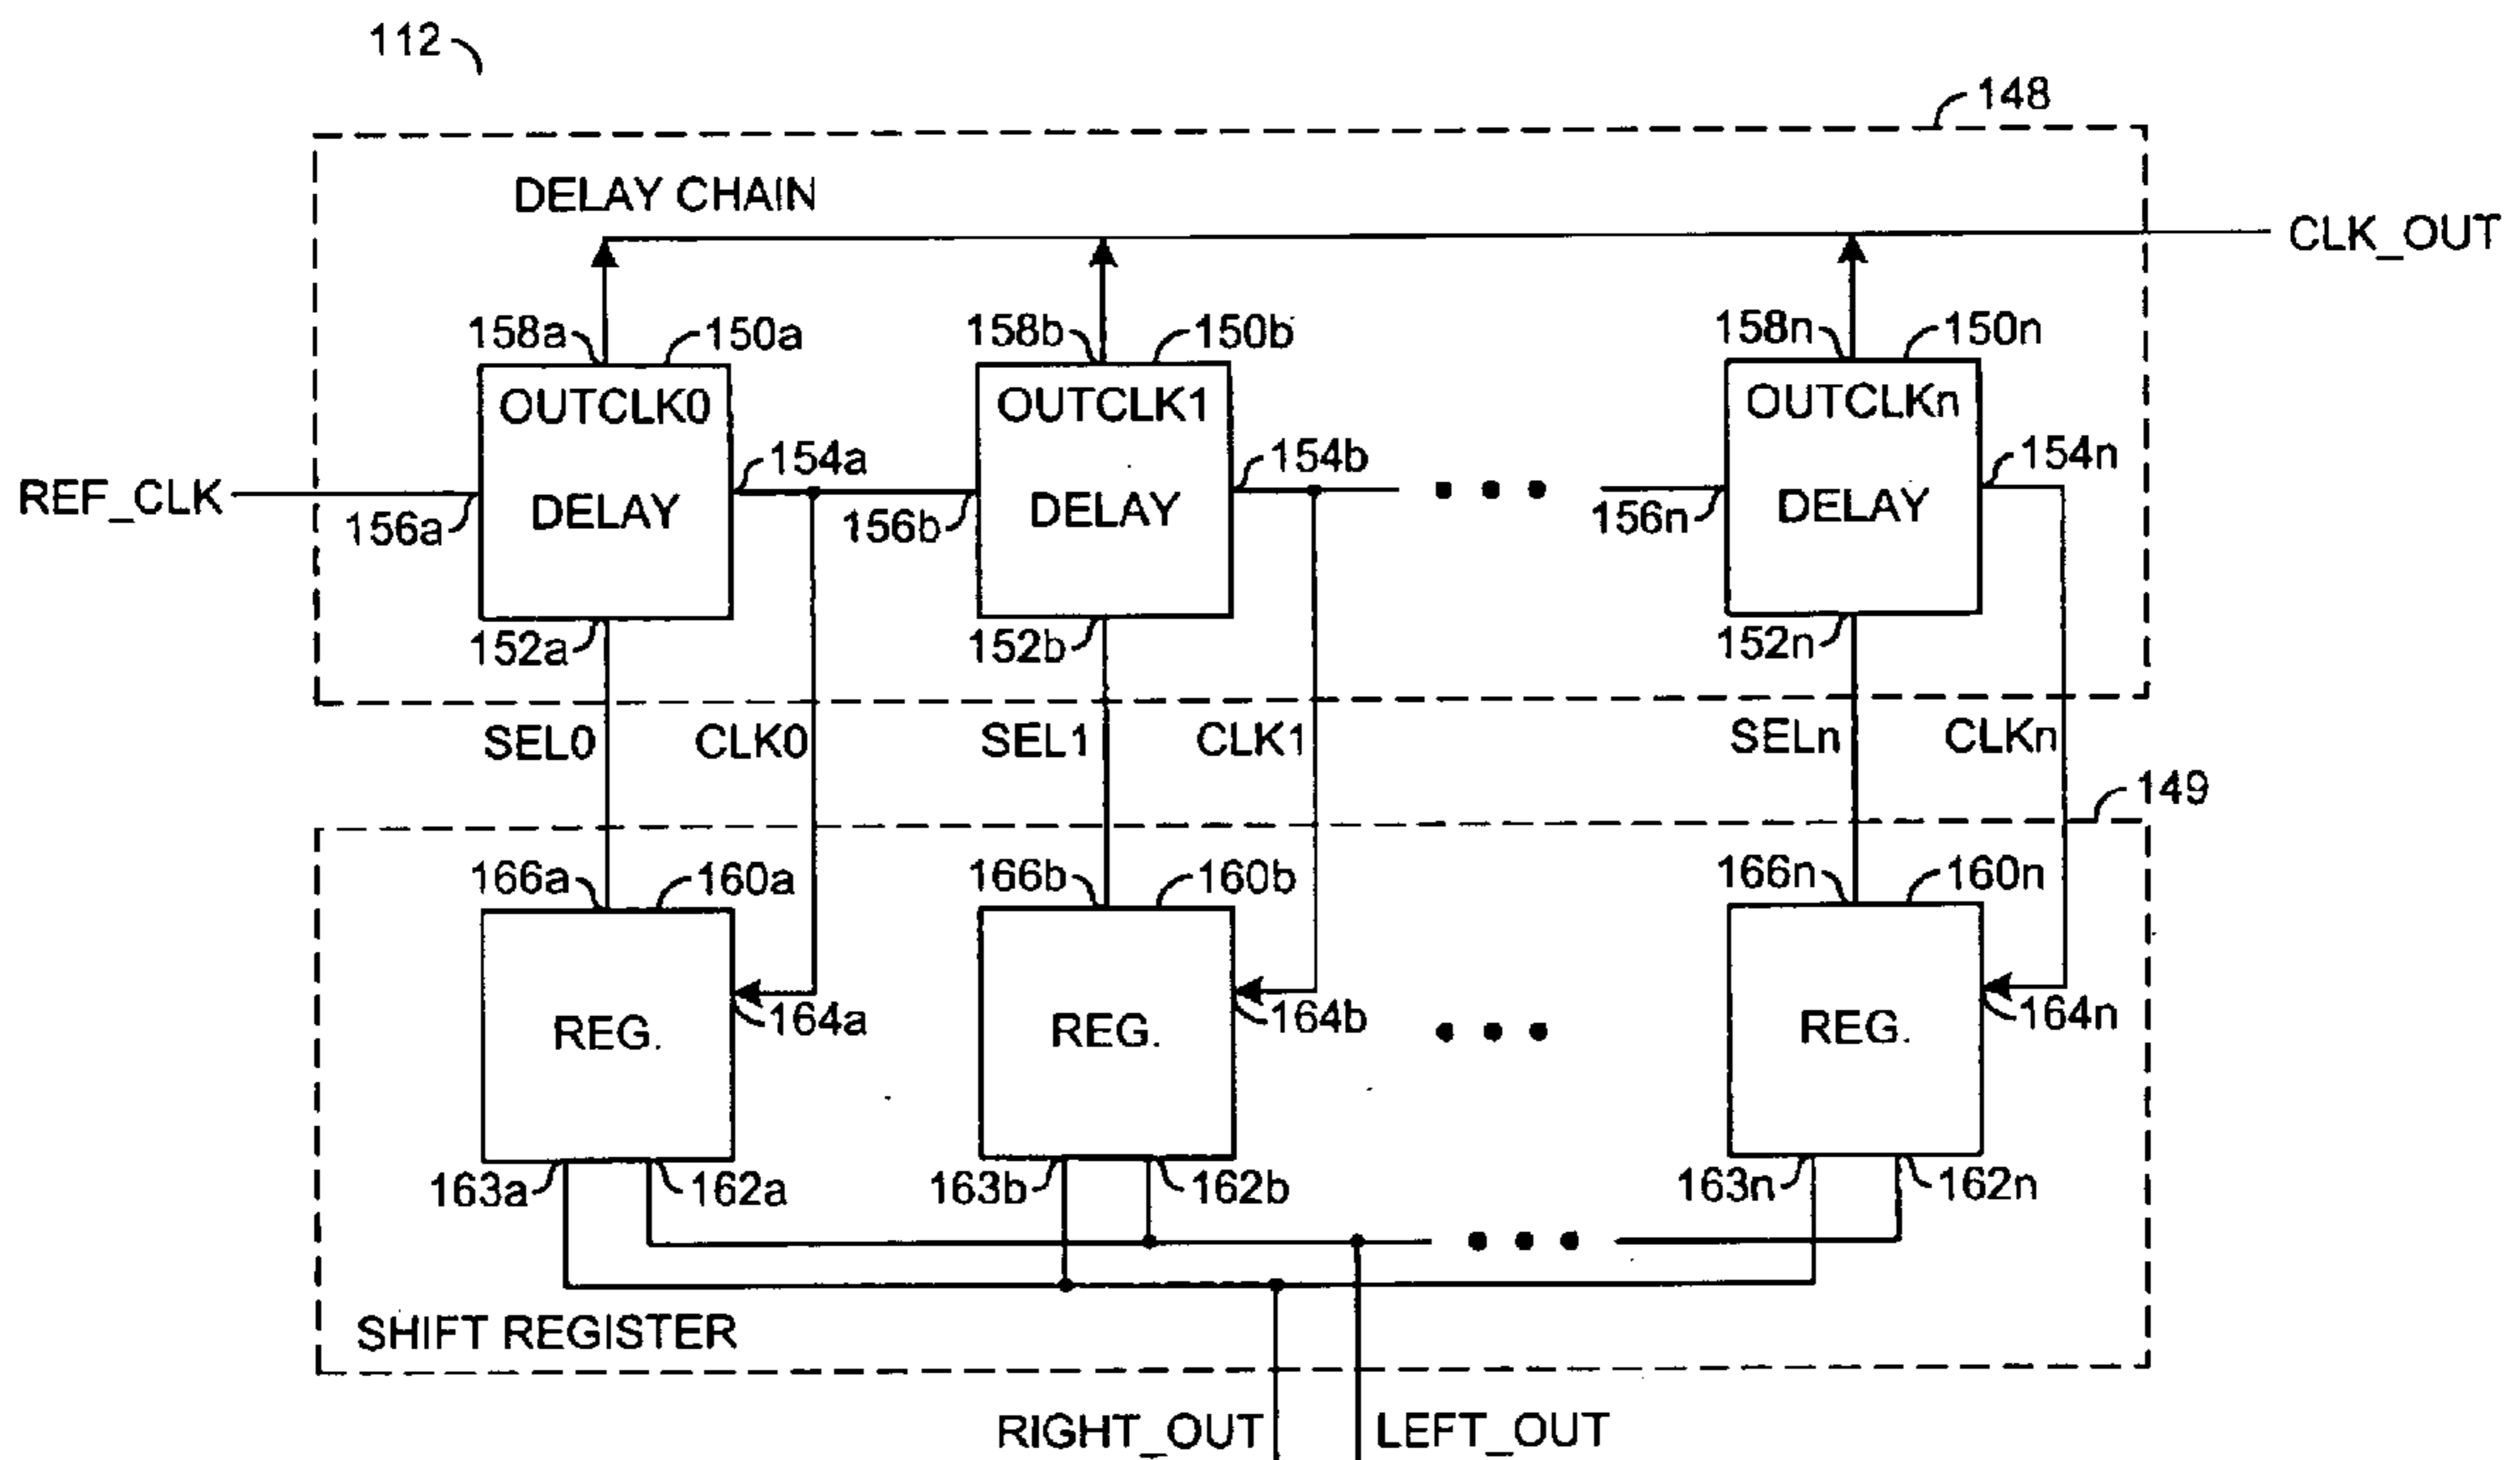 112
148
DELAY CHAIN
CLK_OUT
158a 150a 158b 150b 158n 150n
OUTCLK0 OUTCLK1 OUTCLKn
154a 154b 154n
REF_CLK DELAY DELAY DELAY
156a 156b 156n
152a 152b 152n
SEL0 CLK0 SEL1 CLK1 SELn CLKn
149
166a 160a 166b 160b 166n 160n
164a 164b 164n
REG. REG. REG.
163a 162a 163b 162b 163n 162n
SHIFT REGISTER
RIGHT_OUT LEFT_OUT